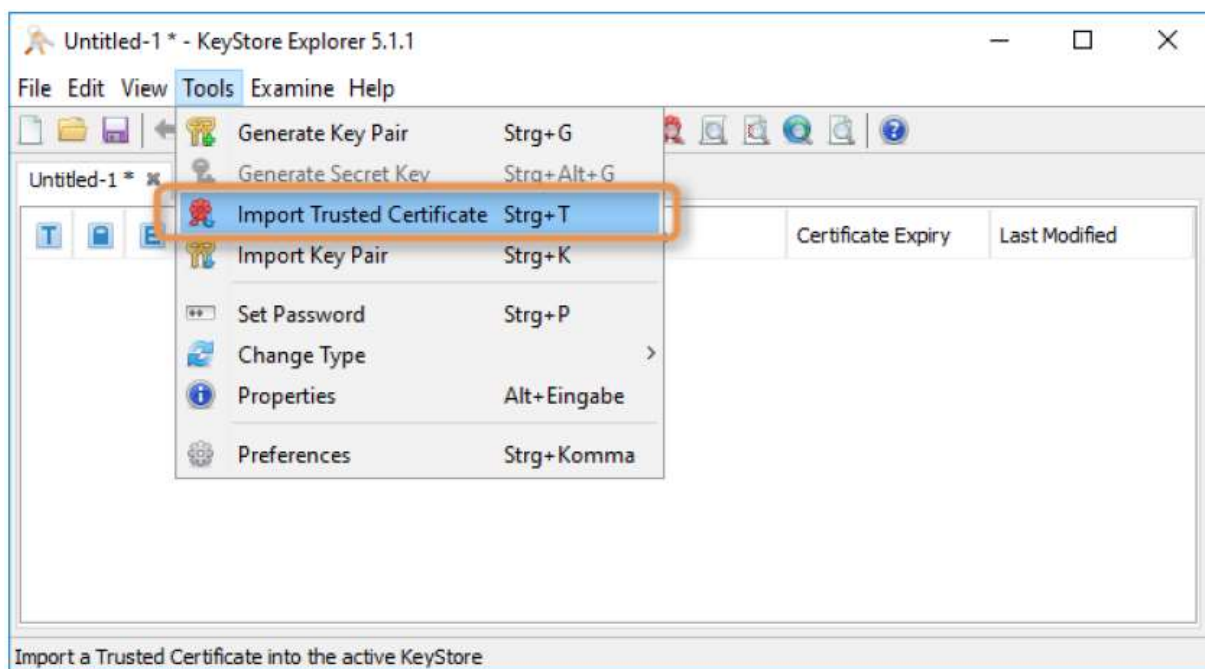 Untitled-1 * - KeyStore Explorer 5.1.1
File Edit View Tools Examine Help
Generate Key Pair Strg+G
Untitled-1 *
Generate Secret Key Strg+Alt+G
Import Trusted Certificate Strg+T
T E Certificate Expiry Last Modified
Import Key Pair Strg+K
Set Password Strg+P
Change Type
Properties Alt+Eingabe
Preferences Strg+Komma
Import a Trusted Certificate into the active KeyStore